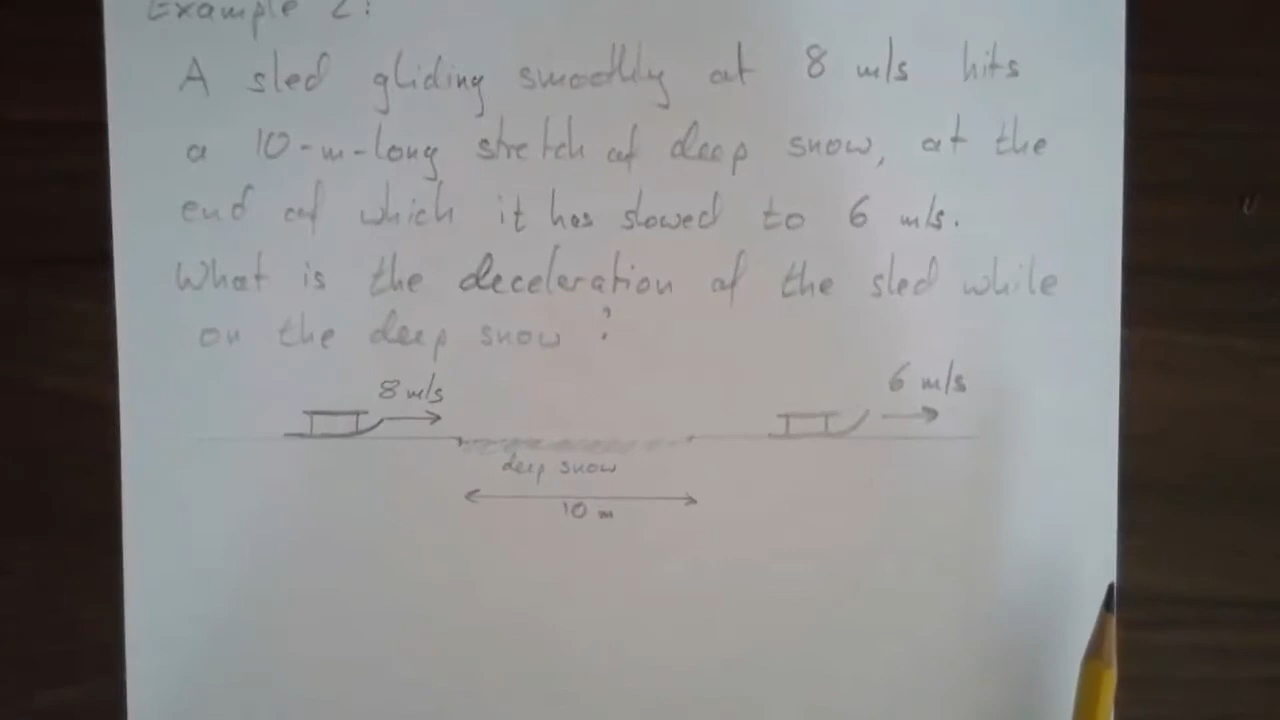 Example 2:
A sled gliding smoothly at 8 m/s hits
a 10-m-long stretch of deep snow, at the
end of which it has slowed to 6 m/s.
What is the deceleration of the sled while
on the deep snow?
8 m/s
6 m/s
deep snow
10 m